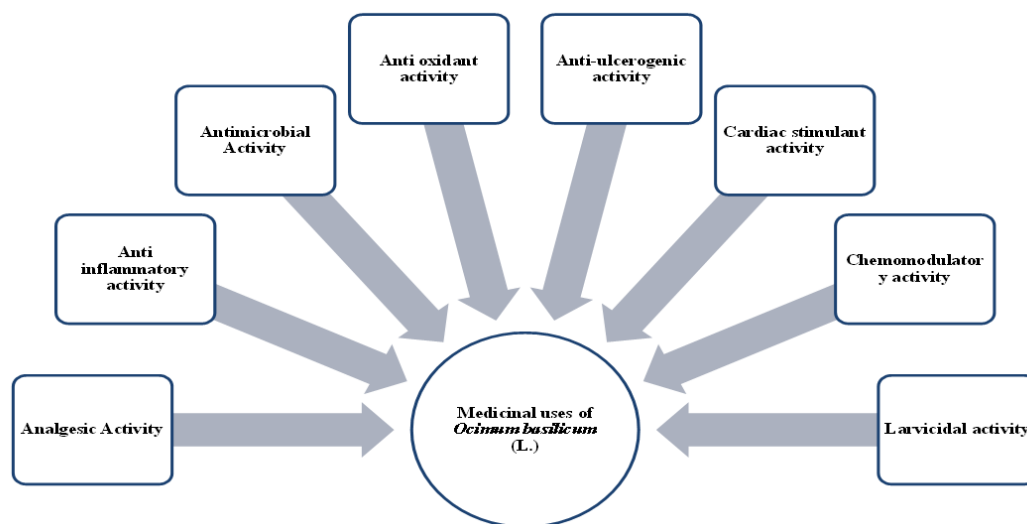 Anti oxidant
activity
Anti-ulcerogenic
activity
Antimicrobial
Activity
Cardiac stimulant
activity
Anti
inflammatory
activity
Chemomodulator
y activity
Analgesic Activity
Medicinal uses of
Ocimum basilicum
(L.)
Larvicidal activity